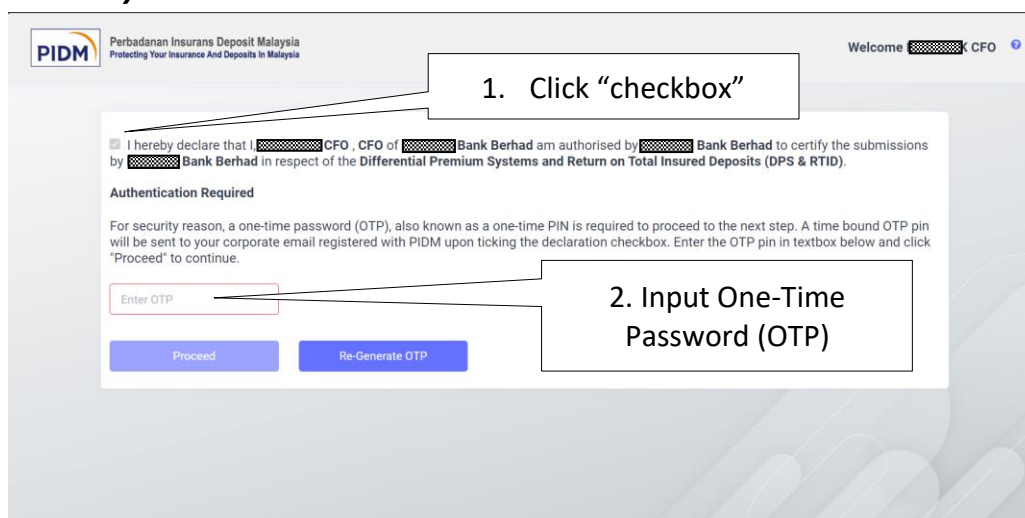 PIDM
Perbadanan Insurans Deposit Malaysia
Protecting Your Insurance And Deposits In Malaysia
Welcome K CFO
1. Click “checkbox”
I hereby declare that I, CFO , CFO of Bank Berhad am authorised by Bank Berhad to certify the submissions
by Bank Berhad in respect of the Differential Premium Systems and Return on Total Insured Deposits (DPS & RTID).
Authentication Required
For security reason, a one-time password (OTP), also known as a one-time PIN is required to proceed to the next step. A time bound OTP pin
will be sent to your corporate email registered with PIDM upon ticking the declaration checkbox. Enter the OTP pin in textbox below and click
"Proceed" to continue.
Enter OTP
2. Input One-Time
Password (OTP)
Proceed
Re-Generate OTP